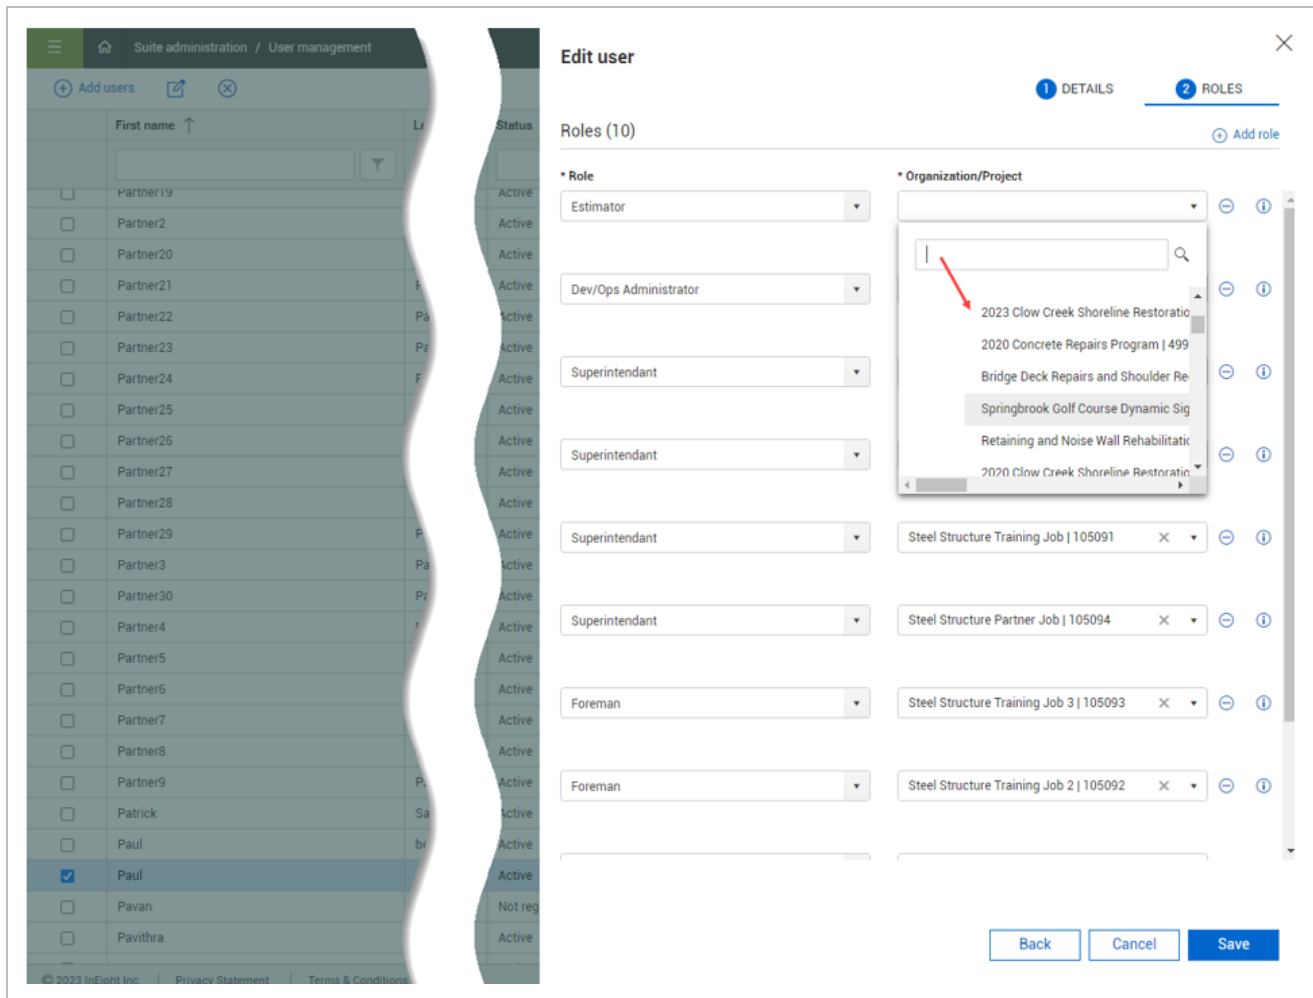 Suite administration / User management
Add users
First name
Status
Partner19 Active
Partner2 Active
Partner20 Active
Partner21 Active
Partner22 Active
Partner23 Active
Partner24 Active
Partner25 Active
Partner26 Active
Partner27 Active
Partner28 Active
Partner29 Active
Partner3 Active
Partner30 Active
Partner4 Active
Partner5 Active
Partner6 Active
Partner7 Active
Partner8 Active
Partner9 Active
Patrick Sa Active
Paul Active
Paul Active
Pavan Not reg
Pavithra Active
© 2023 InEight Inc. | Privacy Statement | Terms & Conditions
Edit user
1 DETAILS 2 ROLES
Roles (10) Add role
* Role * Organization/Project
Estimator
2023 Clow Creek Shoreline Restoratio
Dev/Ops Administrator
2020 Concrete Repairs Program | 499
Bridge Deck Repairs and Shoulder Re
Superintendant
Springbrook Golf Course Dynamic Sig
Retaining and Noise Wall Rehabilitatio
Superintendant
2020 Clow Creek Shoreline Restoratio
Superintendant Steel Structure Training Job | 105091
Superintendant Steel Structure Partner Job | 105094
Foreman Steel Structure Training Job 3 | 105093
Foreman Steel Structure Training Job 2 | 105092
Back Cancel Save